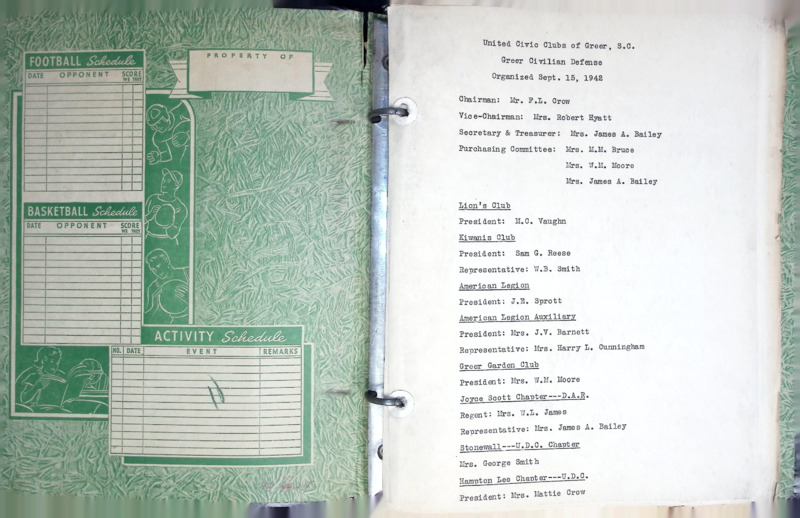 FOOTBALL Schedule
DATE OPPONENT SCORE
WE THEY
PROPERTY OF
BASKETBALL Schedule
DATE OPPONENT SCORE
WE THEY
ACTIVITY Schedule
NO. DATE EVENT REMARKS
United Civic Clubs of Greer, S.C.
Greer Civilian Defense
Organized Sept. 15, 1942
Chairman: Mr. F.L. Crow
Vice-Chairman: Mrs. Robert Hyatt
Secretary & Treasurer: Mrs. James A. Bailey
Purchasing Committee: Mrs. M.M. Bruce
Mrs. W.M. Moore
Mrs. James A. Bailey
Lion's Club
President: M.C. Vaughn
Kiwanis Club
President: Sam G. Reese
Representative: W.B. Smith
American Legion
President: J.E. Sprott
American Legion Auxiliary
President: Mrs. J.V. Barnett
Representative: Mrs. Harry L. Cunningham
Greer Garden Club
President: Mrs. W.M. Moore
Joyce Scott Chapter---D.A.R.
Regent: Mrs. W.L. James
Representative: Mrs. James A. Bailey
Stonewall---U.D.C. Chapter
Mrs. George Smith
Hampton Lee Chapter---U.D.C.
President: Mrs. Mattie Crow